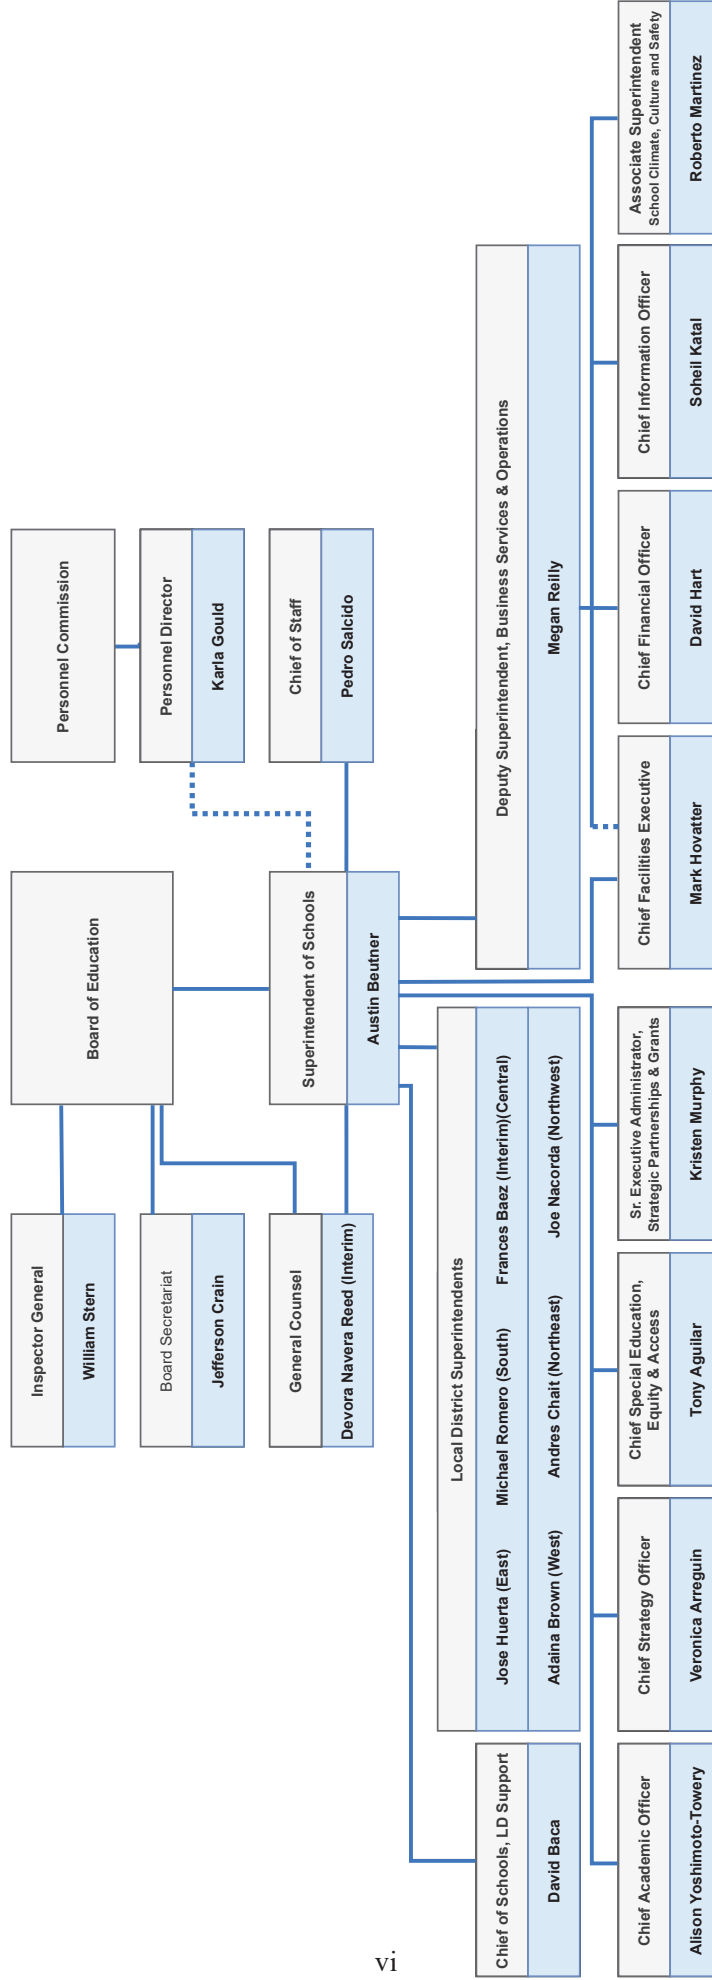 Inspector General
William Stern
Board Secretariat
Jefferson Crain
General Counsel
Devora Navera Reed (Interim)
Board of Education
Superintendent of Schools
Austin Beutner
Personnel Commission
Personnel Director
Karla Gould
Chief of Staff
Pedro Salcido
Chief of Schools, LD Support
David Baca
Local District Superintendents
Jose Huerta (East) Michael Romero (South) Frances Baez (Interim)(Central)
Adaina Brown (West) Andres Chait (Northeast) Joe Nacorda (Northwest)
Deputy Superintendent, Business Services & Operations
Megan Reilly
Chief Academic Officer
Alison Yoshimoto-Towery
Chief Strategy Officer
Veronica Arreguin
Chief Special Education,
Equity & Access
Tony Aguilar
Sr. Executive Administrator,
Strategic Partnerships & Grants
Kristen Murphy
Chief Facilities Executive
Mark Hovatter
Chief Financial Officer
David Hart
Chief Information Officer
Soheil Katal
Associate Superintendent
School Climate, Culture and Safety
Roberto Martinez
vi